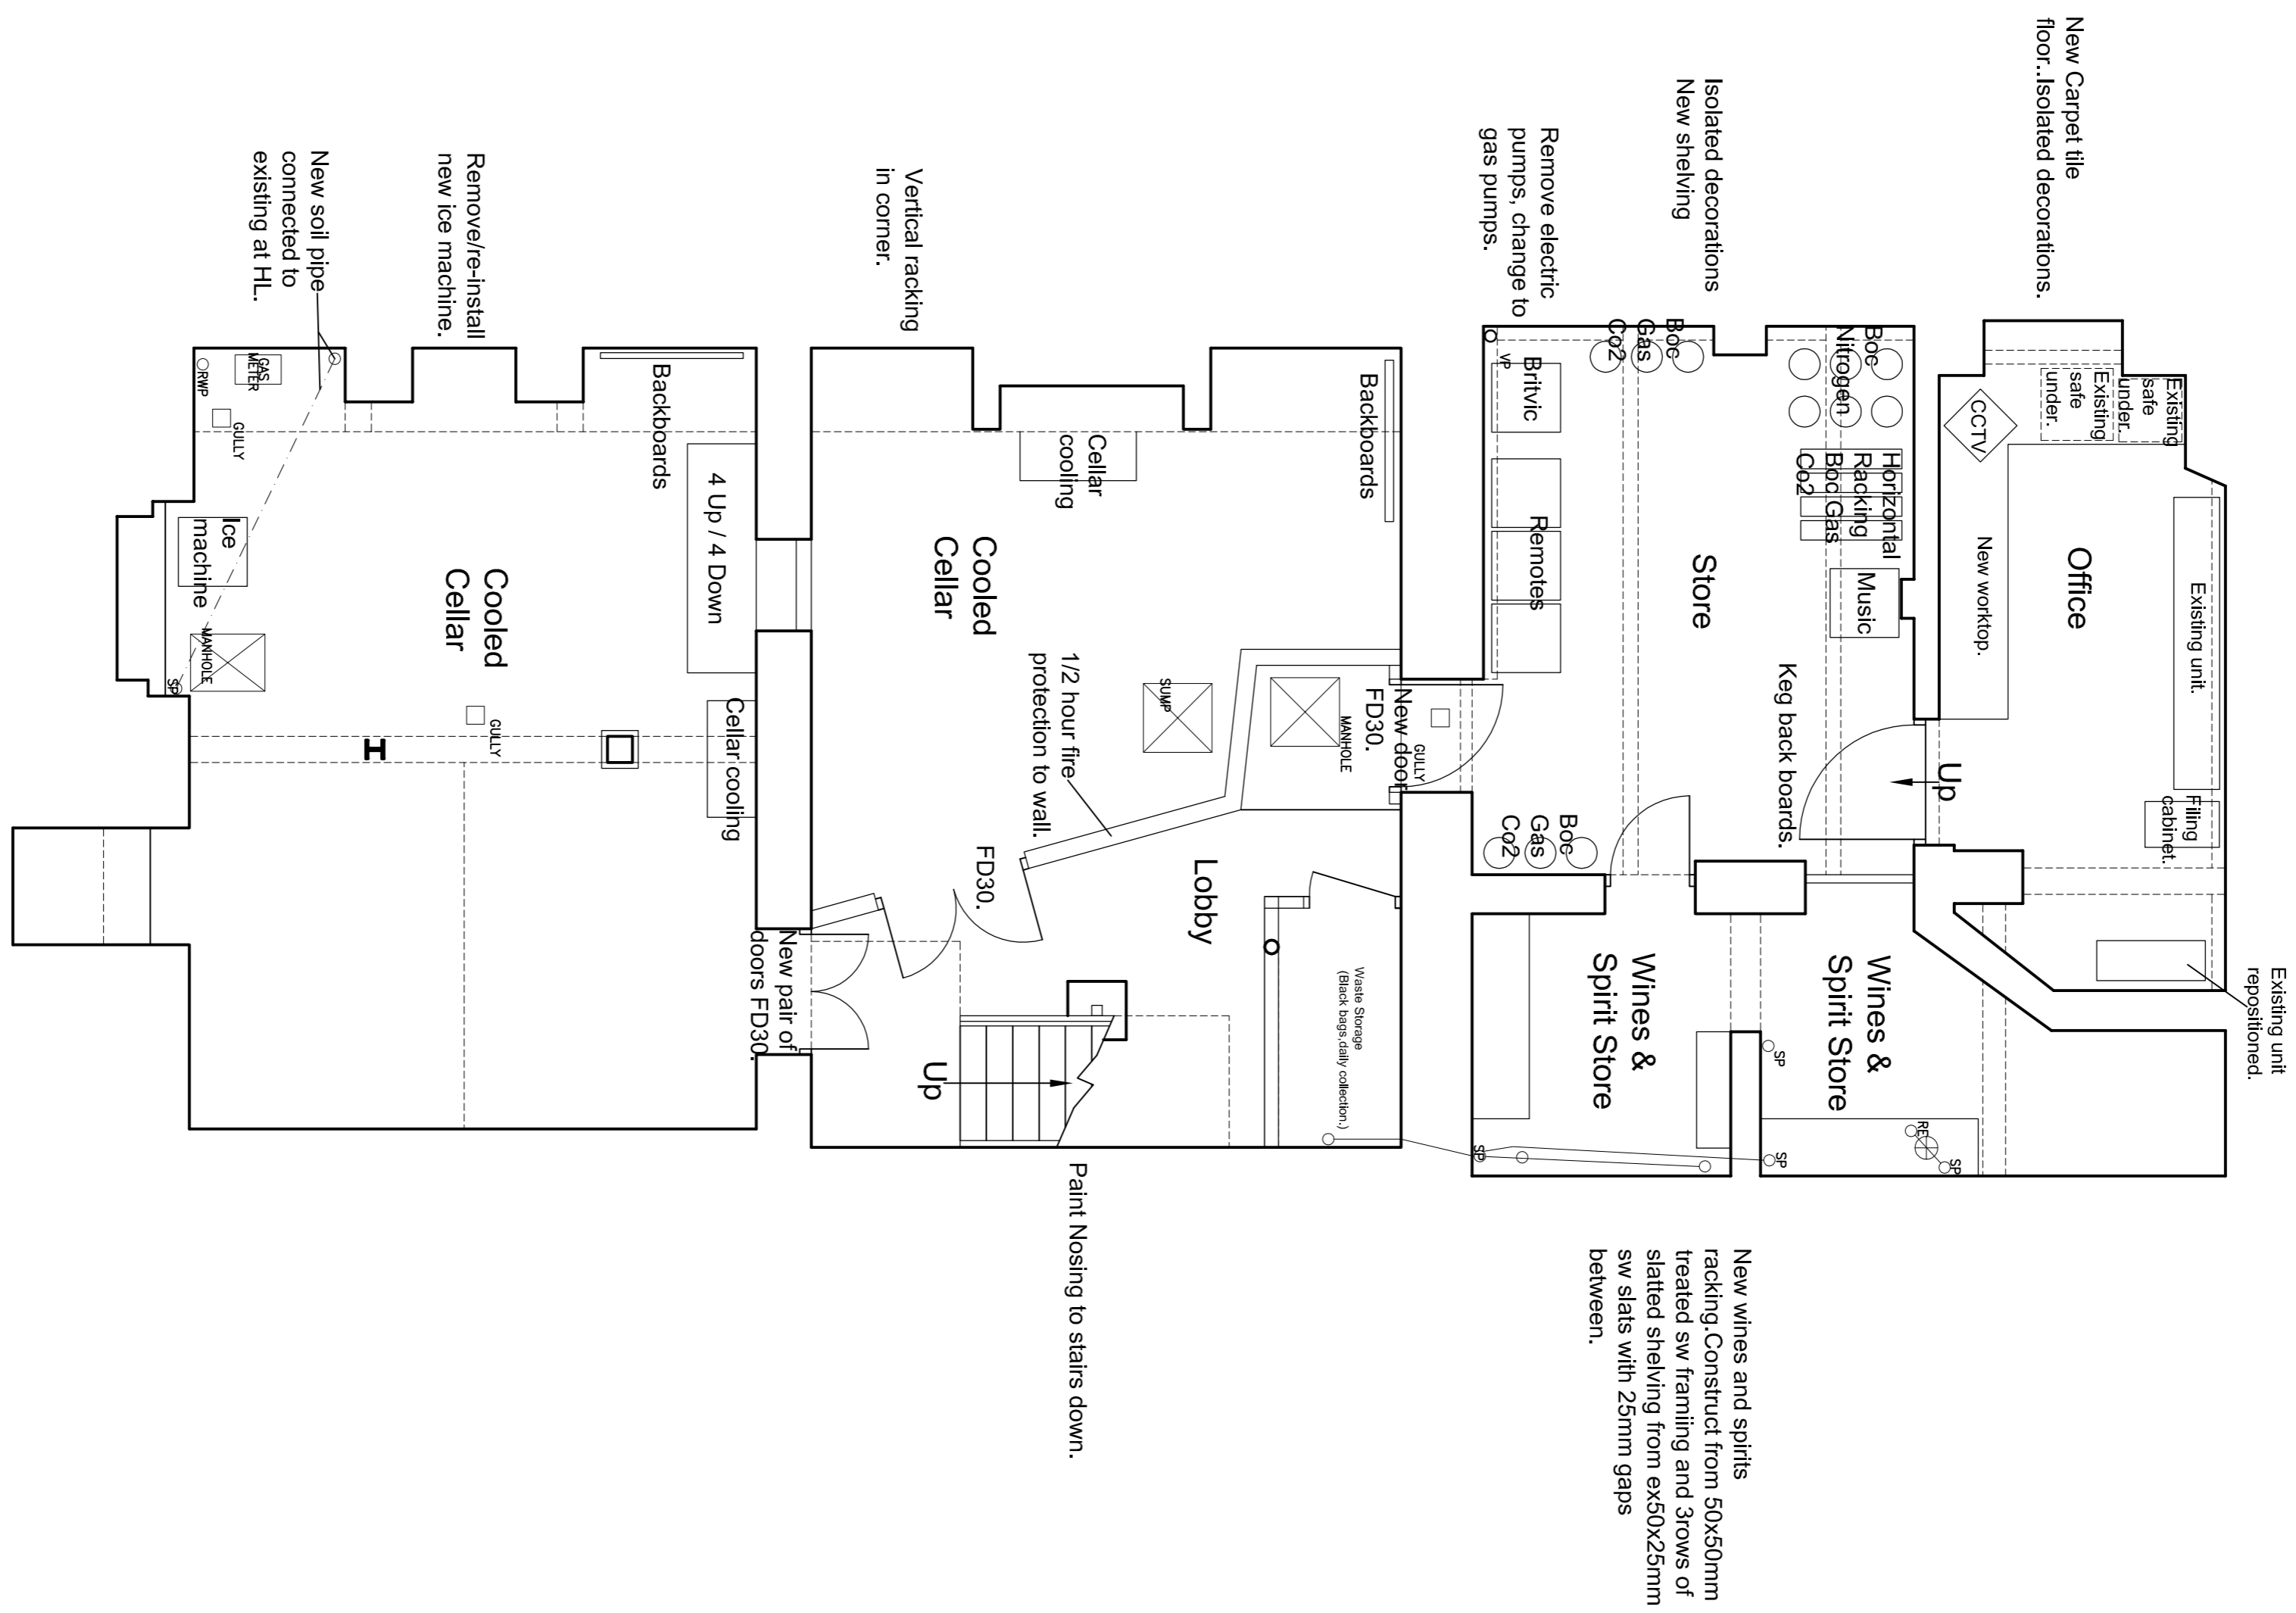 New Carpet tile
floor..Isolated decorations.
Isolated decorations
New shelving
Remove electric
pumps, change to
gas pumps.
Vertical racking
in corner.
Remove/re-install
new ice machine.
New soil pipe
connected to
existing at HL.
Existing
safe
under.
Existing
safe
under.
CCTV
New worktop.
Office
Existing unit.
Filing
cabinet.
Existing unit
repositioned.
Up
Boc
Nitrogen
Boc
Gas
Co2
Horizontal
Racking
Boc Gas
Co2
Music
Store
Keg back boards.
VP
Britvic
Remotes
Boc
Gas
Co2
New door
FD30.
GULLY
MANHOLE
Wines &
Spirit Store
Wines &
Spirit Store
SP
SP
RE
SP
SP
Backboards
Cellar
cooling
Cooled
Cellar
SUMP
1/2 hour fire
protection to wall.
FD30.
Lobby
Waste Storage
(Black bags,daily collection.)
Up
New pair of
doors FD30.
Backboards
4 Up / 4 Down
Cellar cooling
Cooled
Cellar
GULLY
GAS
METER
RWP
GULLY
Ice
machine
MANHOLE
SP
Paint Nosing to stairs down.
New wines and spirits
racking.Construct from 50x50mm
treated sw framiing and 3rows of
slatted shelving from ex50x25mm
sw slats with 25mm gaps
between.